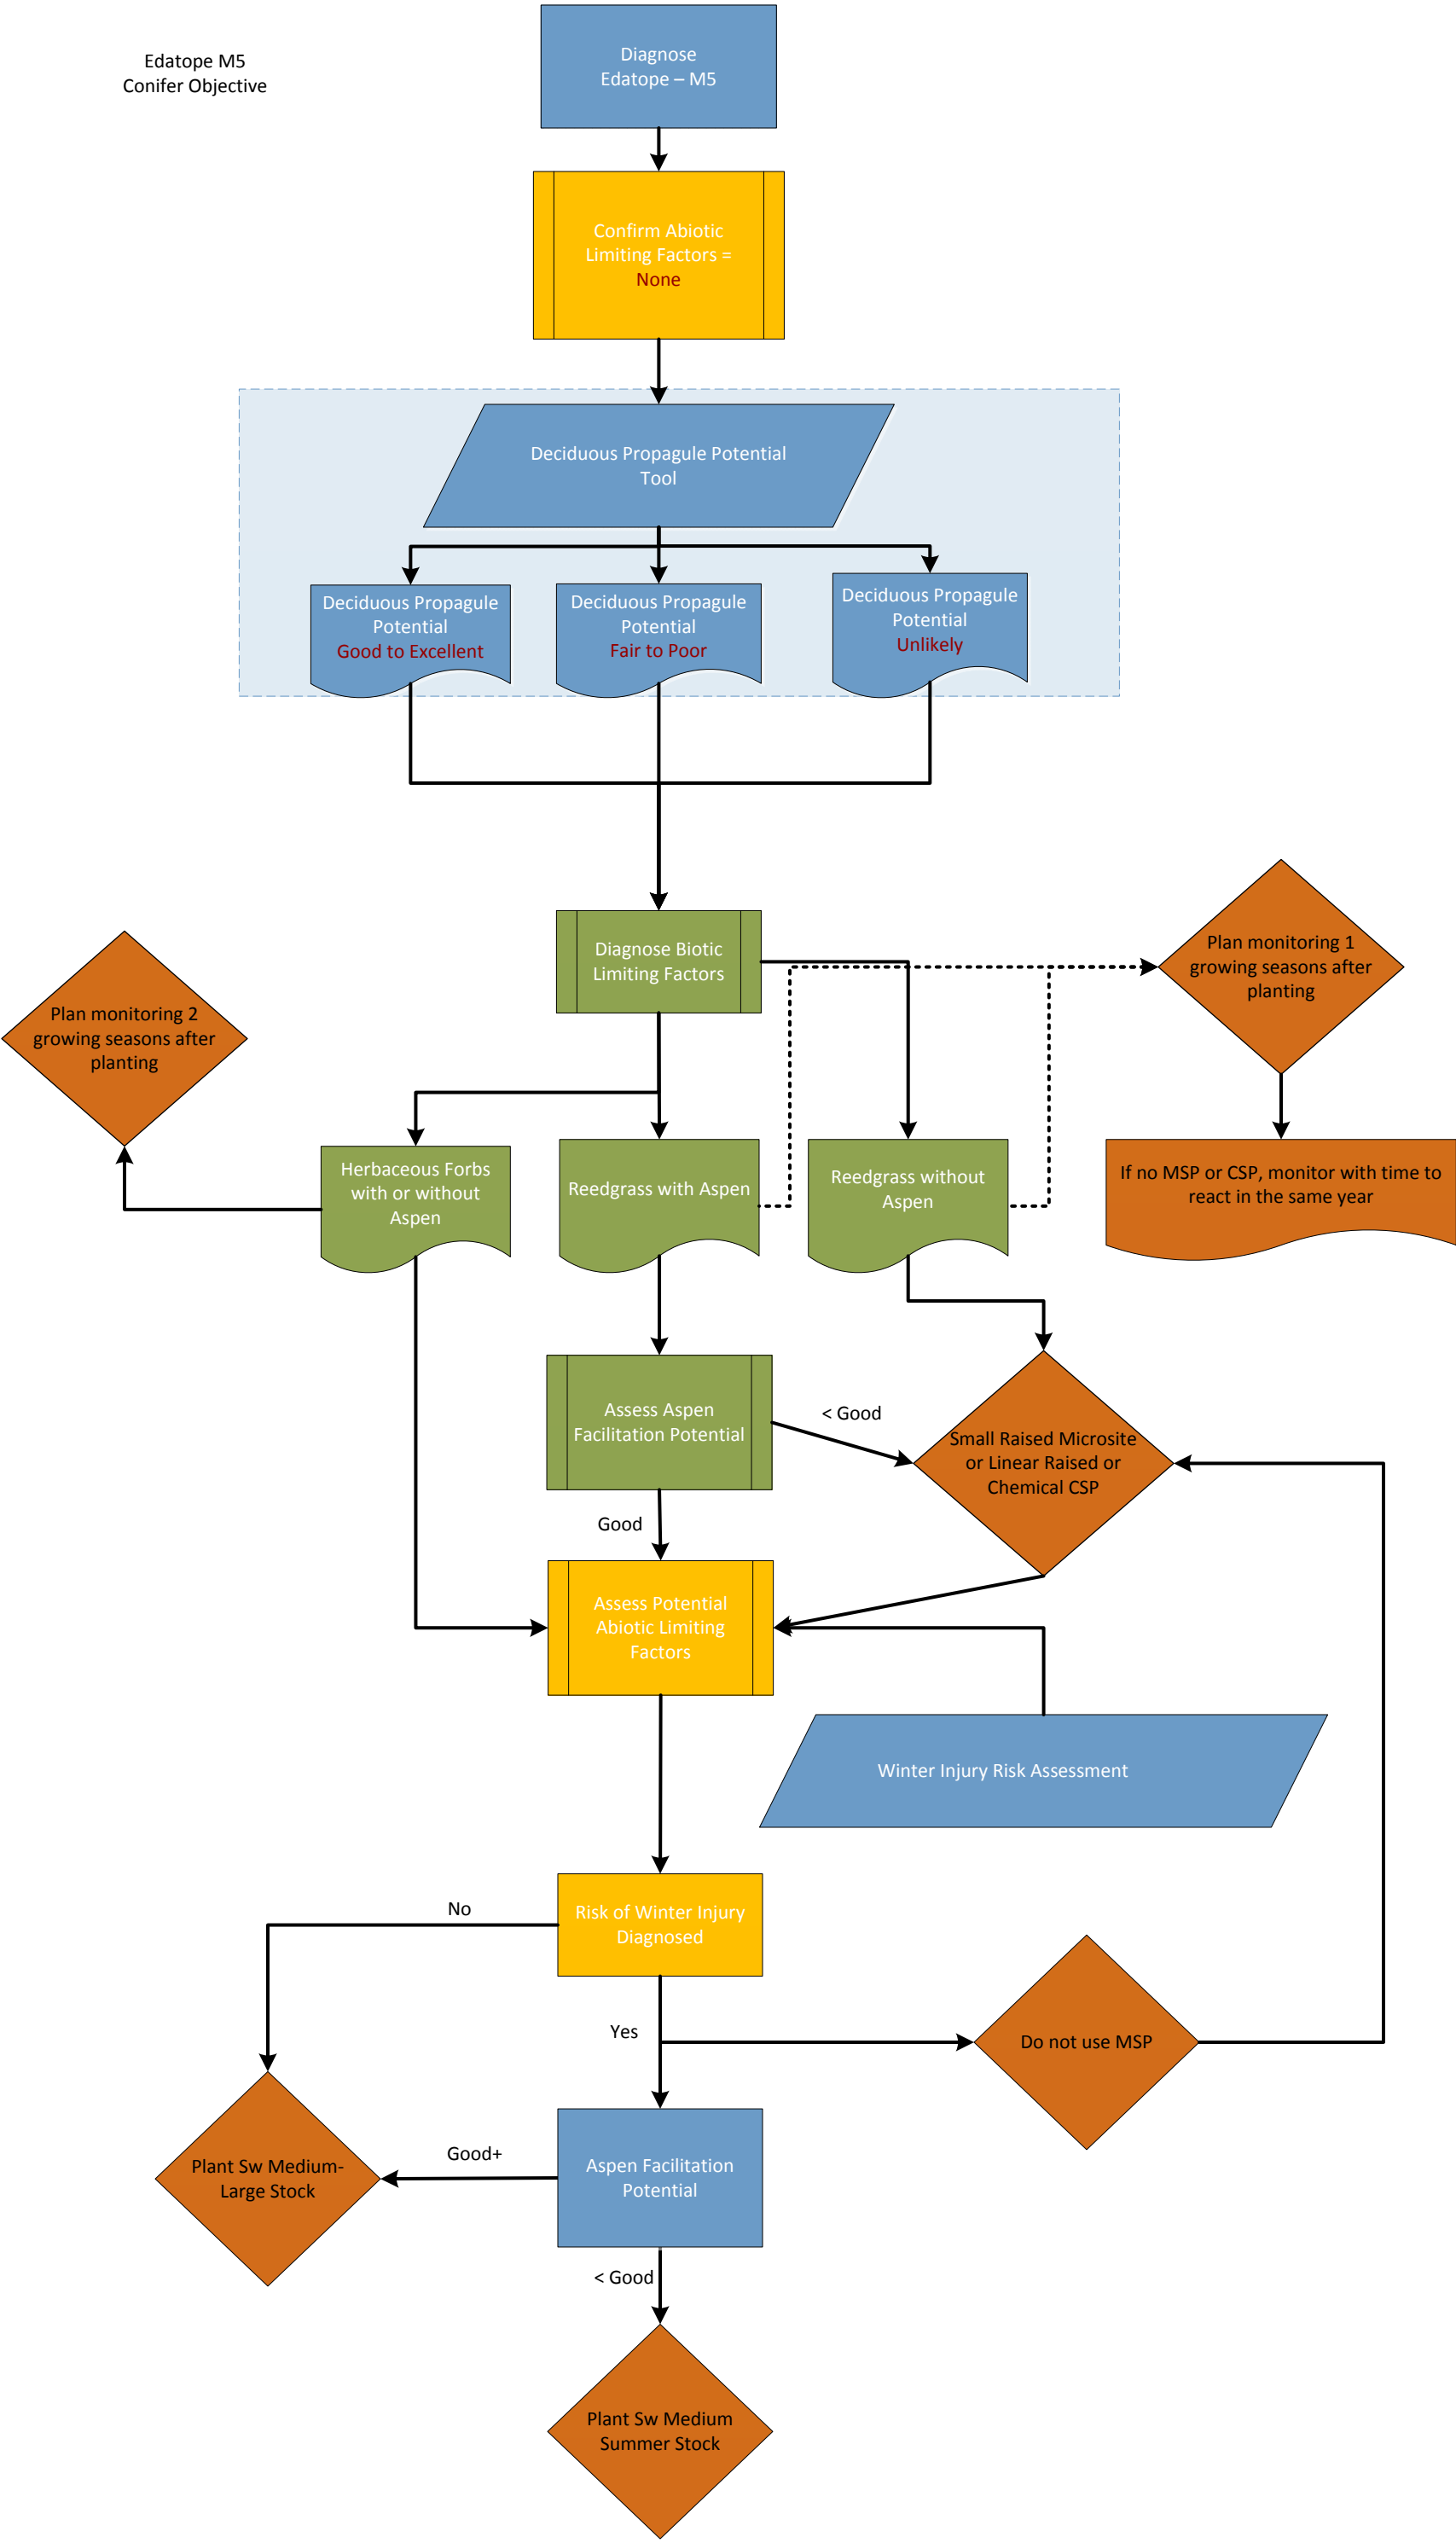 Edatope M5
Conifer Objective
Diagnose
Edatope – M5
Confirm Abiotic
Limiting Factors =
None
Deciduous Propagule Potential
Tool
Deciduous Propagule
Potential
Good to Excellent
Deciduous Propagule
Potential
Fair to Poor
Deciduous Propagule
Potential
Unlikely
Diagnose Biotic
Limiting Factors
Plan monitoring 1
growing seasons after
planting
Plan monitoring 2
growing seasons after
planting
Herbaceous Forbs
with or without
Aspen
Reedgrass with Aspen
Reedgrass without
Aspen
If no MSP or CSP, monitor with time to
react in the same year
Assess Aspen
Facilitation Potential
< Good
Small Raised Microsite
or Linear Raised or
Chemical CSP
Good
Assess Potential
Abiotic Limiting
Factors
Winter Injury Risk Assessment
Risk of Winter Injury
Diagnosed
No
Yes
Do not use MSP
Plant Sw Medium-
Large Stock
Good+
Aspen Facilitation
Potential
< Good
Plant Sw Medium
Summer Stock